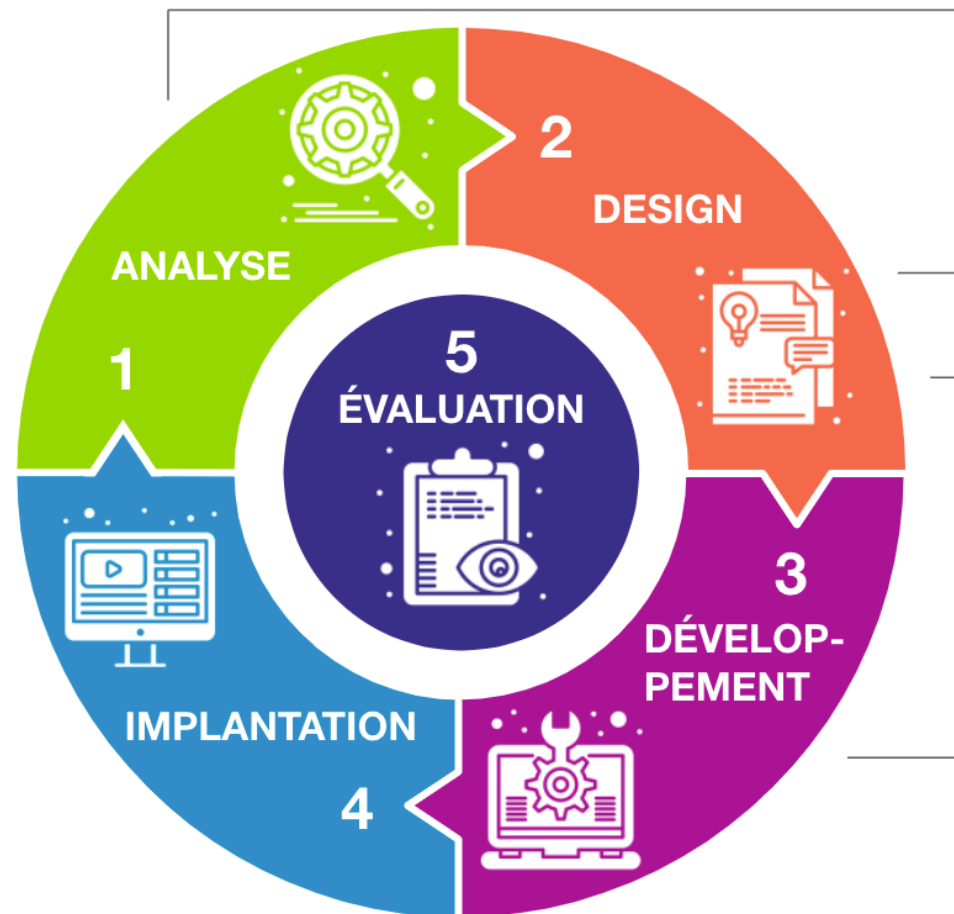 1
ANALYSE
2
DESIGN
3
DÉVELOP-
PEMENT
4
IMPLANTATION
5
ÉVALUATION